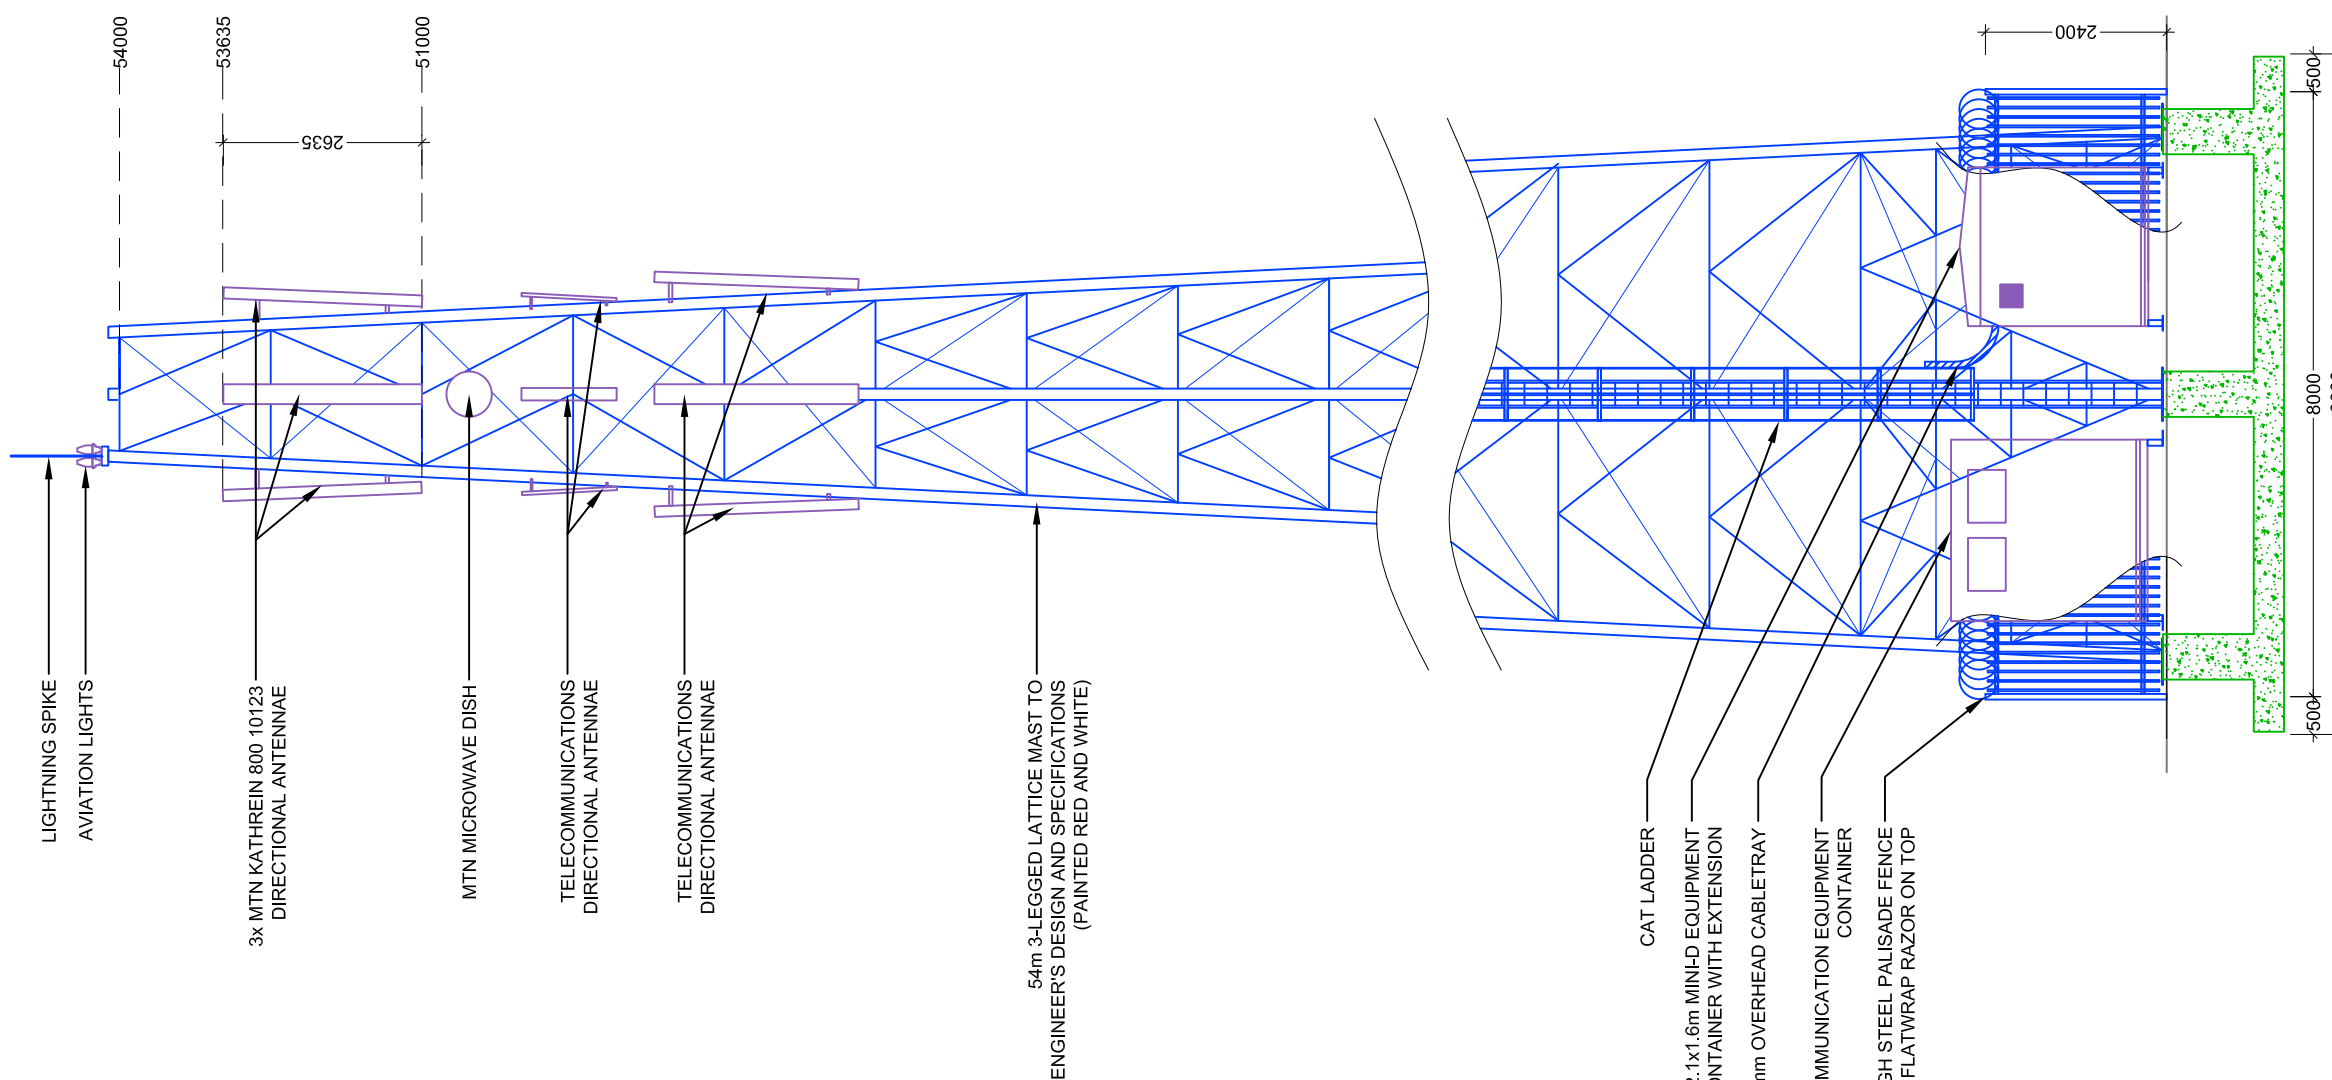 54000
53635
51000
2635
2400
500
8000
500
LIGHTNING SPIKE
AVIATION LIGHTS
3x MTN KATHREIN 800 10123
DIRECTIONAL ANTENNAE
MTN MICROWAVE DISH
TELECOMMUNICATIONS
DIRECTIONAL ANTENNAE
TELECOMMUNICATIONS
DIRECTIONAL ANTENNAE
54m 3-LEGGED LATTICE MAST TO
ENGINEER'S DESIGN AND SPECIFICATIONS
(PAINTED RED AND WHITE)
CAT LADDER
.1x1.6m MINI-D EQUIPMENT
ONTAINER WITH EXTENSION
mm OVERHEAD CABLETRAY
MMUNICATION EQUIPMENT
CONTAINER
GH STEEL PALISADE FENCE
FLATWRAP RAZOR ON TOP